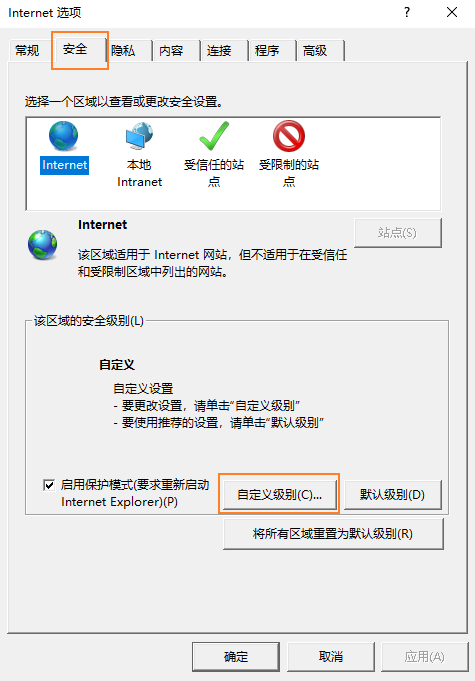 Internet 选项
? ×
常规 安全 隐私 内容 连接 程序 高级
选择一个区域以查看或更改安全设置。
Internet
本地
Intranet
受信任的站
点
受限制的站
点
Internet
站点(S)
该区域适用于 Internet 网站，但不适用于在受信任
和受限制区域中列出的网站。
该区域的安全级别(L)
自定义
自定义设置
- 要更改设置，请单击“自定义级别”
- 要使用推荐的设置，请单击“默认级别”
启用保护模式(要求重新启动
Internet Explorer)(P)
自定义级别(C)...
默认级别(D)
将所有区域重置为默认级别(R)
确定 取消 应用(A)